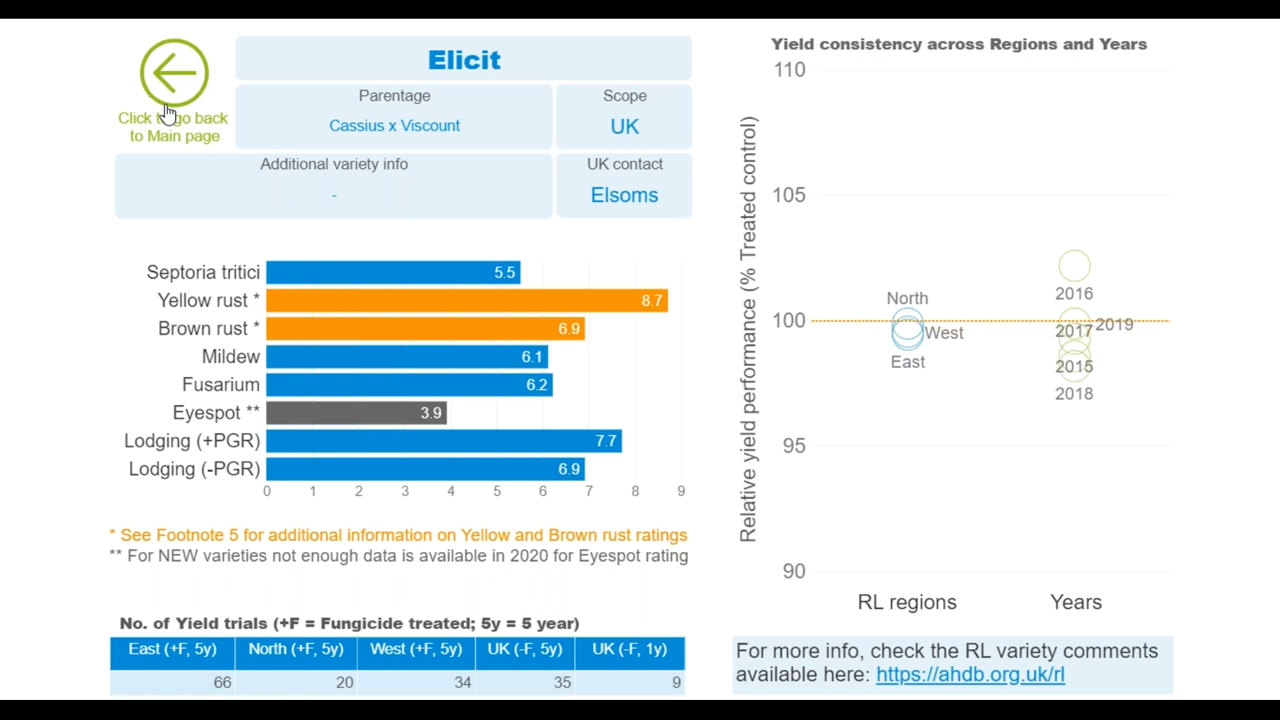 Elicit
Click to go back
to Main page
Parentage
Cassius x Viscount
Scope
UK
Additional variety info
-
UK contact
Elsoms
Septoria tritici 5.5
Yellow rust * 8.7
Brown rust * 6.9
Mildew 6.1
Fusarium 6.2
Eyespot ** 3.9
Lodging (+PGR) 7.7
Lodging (-PGR) 6.9
0 1 2 3 4 5 6 7 8 9
* See Footnote 5 for additional information on Yellow and Brown rust ratings
** For NEW varieties not enough data is available in 2020 for Eyespot rating
No. of Yield trials (+F = Fungicide treated; 5y = 5 year)
East (+F, 5y) North (+F, 5y) West (+F, 5y) UK (-F, 5y) UK (-F, 1y)
66 20 34 35 9
Yield consistency across Regions and Years
Relative yield performance (% Treated control)
110
105
100
95
90
North
West
East
2016
2019
2017
2015
2018
RL regions Years
For more info, check the RL variety comments
available here: https://ahdb.org.uk/rl